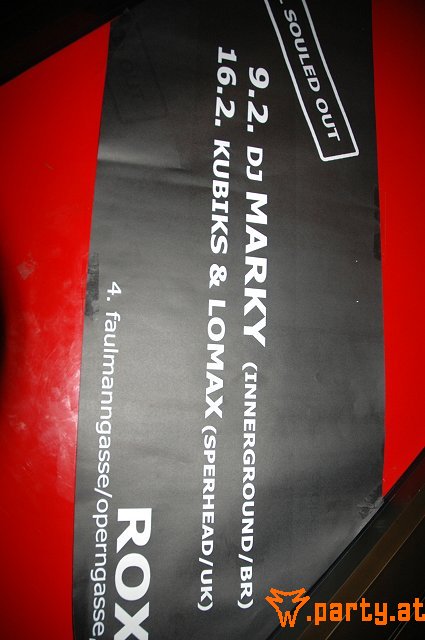 SOULED OUT
9.2. DJ MARKY (INNERGROUND/BR)
16.2. KUBIKS & LOMAX (SPERHEAD/UK)
ROX
4. faulmanngasse/operngasse,
.party.at